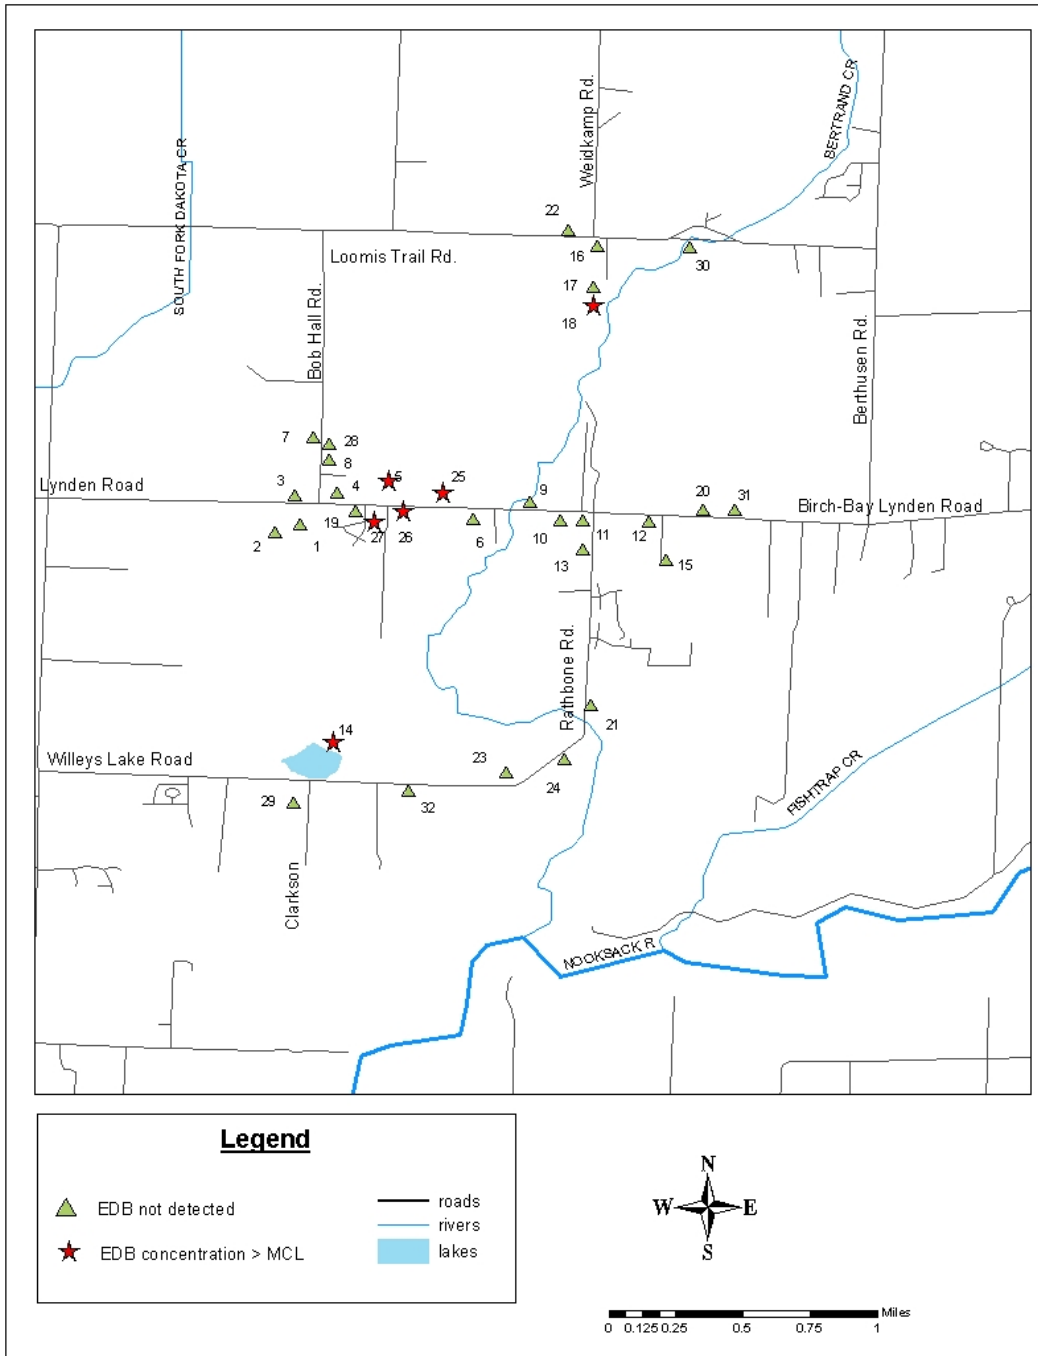 BERTRAND CR
Weidkamp Rd.
SOUTH FORK DAKOTA CR
22
16
30
Loomis Trail Rd.
17
18
Bob Hall Rd.
Berthusen Rd.
7
28
8
Lynden Road
3
4
5
25
9
20
31
Birch-Bay Lynden Road
19
27
26
6
10
11
12
2
1
13
15
Rathbone Rd.
21
14
Willeys Lake Road
23
24
29
32
FISHTRAP CR
Clarkson
NOOKSACK R
Legend
EDB not detected
EDB concentration > MCL
roads
rivers
lakes
N
W
E
S
Miles
0 0.125 0.25 0.5 0.75 1